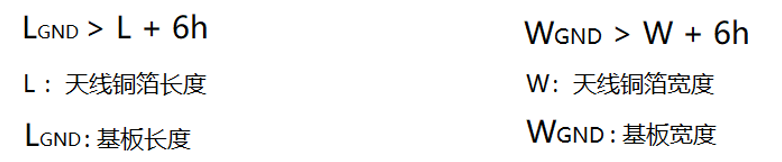 LGND > L + 6h
L : 天线铜箔长度
LGND : 基板长度
WGND > W + 6h
W: 天线铜箔宽度
WGND : 基板宽度